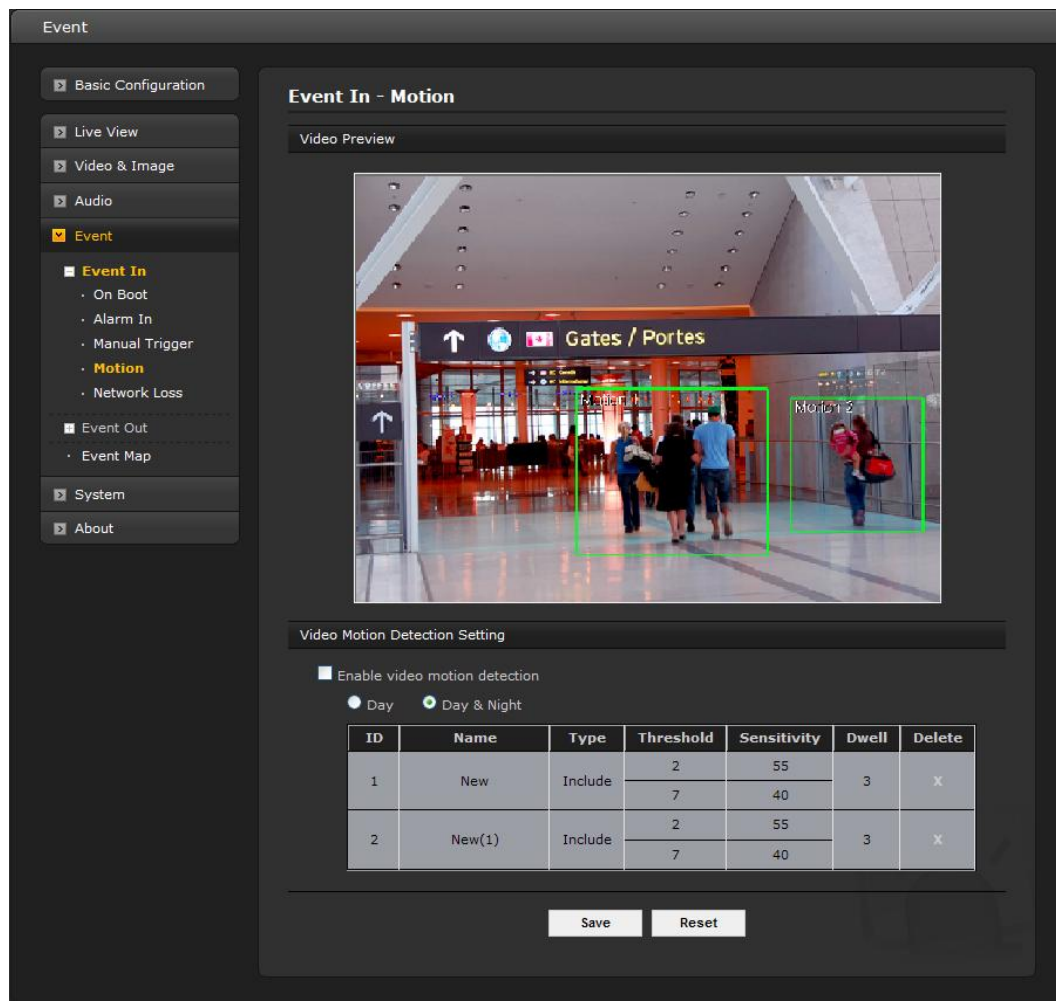 Event
Basic Configuration
Live View
Video & Image
Audio
Event
Event In
On Boot
Alarm In
Manual Trigger
Motion
Network Loss
Event Out
Event Map
System
About
Event In - Motion
Video Preview
Gates / Portes
Motion
Motion 2
Video Motion Detection Setting
Enable video motion detection
Day Day & Night
ID Name Type Threshold Sensitivity Dwell Delete
1 New Include 2 55 3 X
7 40
2 New(1) Include 2 55 3 X
7 40
Save Reset